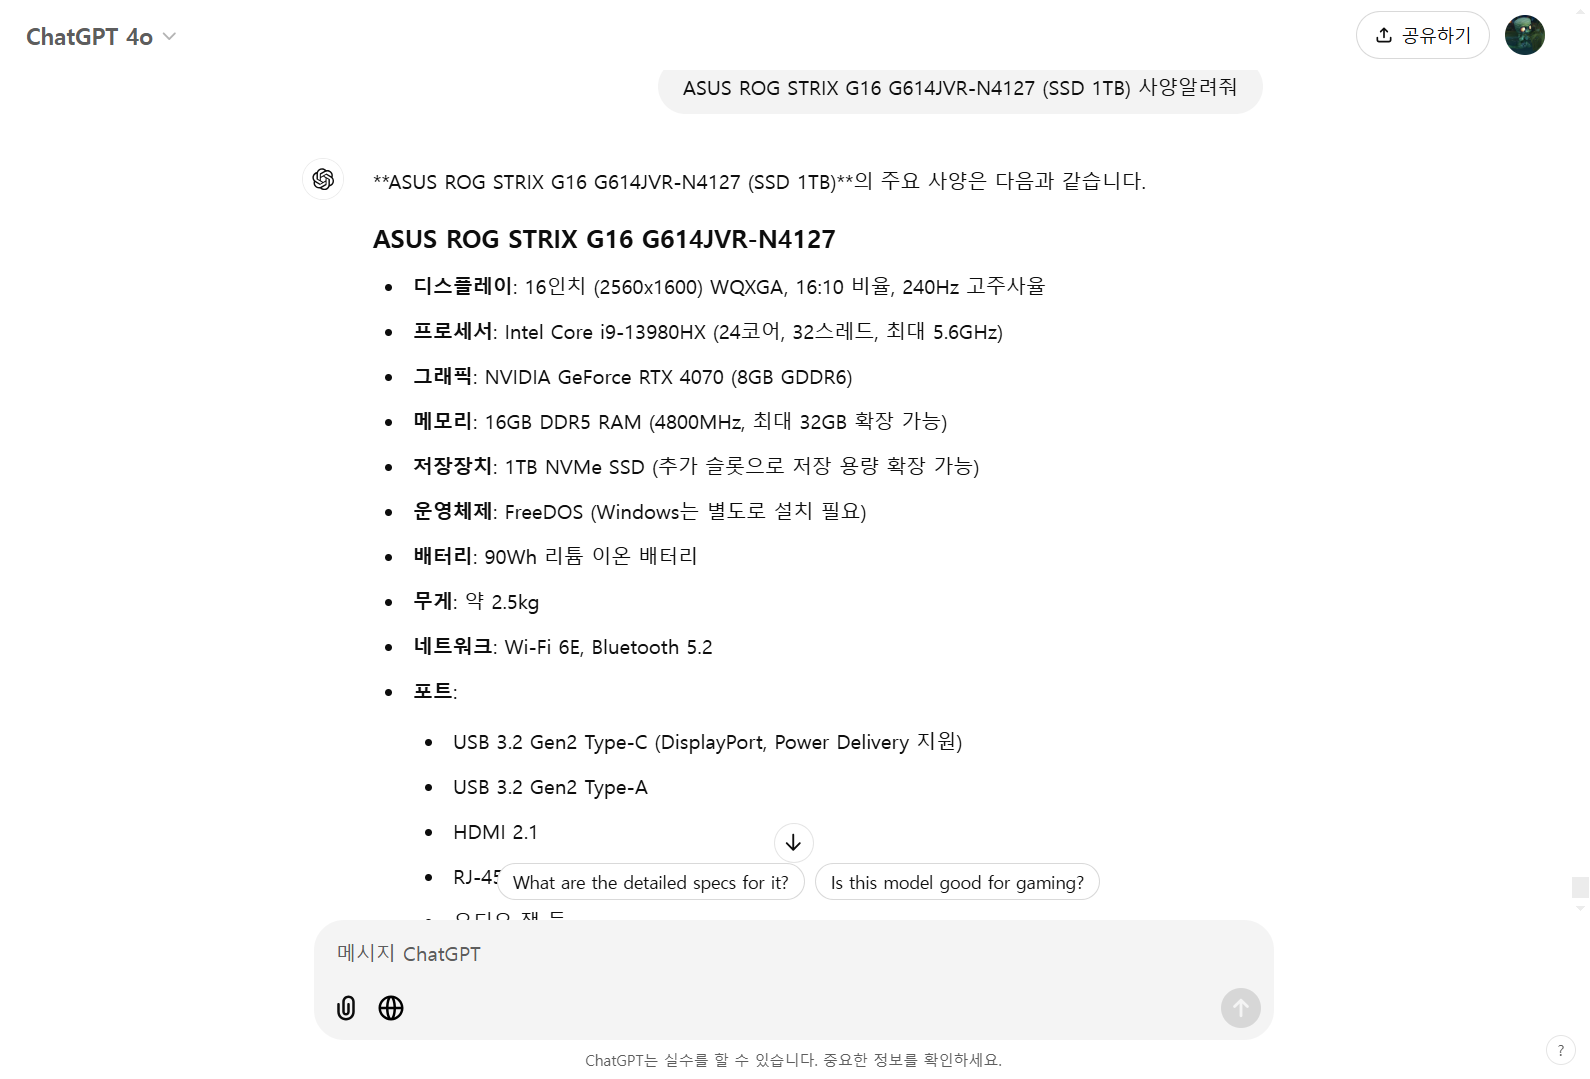 ChatGPT 4o
공유하기
ASUS ROG STRIX G16 G614JVR-N4127 (SSD 1TB) 사양알려줘
**ASUS ROG STRIX G16 G614JVR-N4127 (SSD 1TB)**의 주요 사양은 다음과 같습니다.
ASUS ROG STRIX G16 G614JVR-N4127
• 디스플레이: 16인치 (2560x1600) WQXGA, 16:10 비율, 240Hz 고주사율
• 프로세서: Intel Core i9-13980HX (24코어, 32스레드, 최대 5.6GHz)
• 그래픽: NVIDIA GeForce RTX 4070 (8GB GDDR6)
• 메모리: 16GB DDR5 RAM (4800MHz, 최대 32GB 확장 가능)
• 저장장치: 1TB NVMe SSD (추가 슬롯으로 저장 용량 확장 가능)
• 운영체제: FreeDOS (Windows는 별도로 설치 필요)
• 배터리: 90Wh 리튬 이온 배터리
• 무게: 약 2.5kg
• 네트워크: Wi-Fi 6E, Bluetooth 5.2
• 포트:
• USB 3.2 Gen2 Type-C (DisplayPort, Power Delivery 지원)
• USB 3.2 Gen2 Type-A
• HDMI 2.1
• RJ-45
What are the detailed specs for it?
Is this model good for gaming?
메시지 ChatGPT
ChatGPT는 실수를 할 수 있습니다. 중요한 정보를 확인하세요.
?